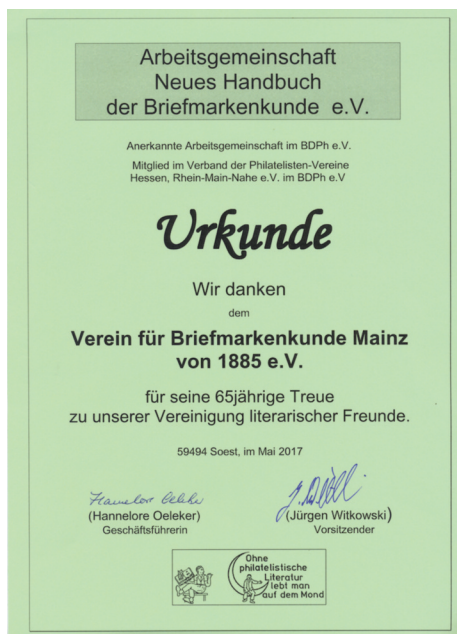 Arbeitsgemeinschaft
Neues Handbuch
der Briefmarkenkunde e.V.
Anerkannte Arbeitsgemeinschaft im BDPh e.V.
Mitglied im Verband der Philatelisten-Vereine
Hessen, Rhein-Main-Nahe e.V. im BDPh e.V
Urkunde
Wir danken
dem
Verein für Briefmarkenkunde Mainz
von 1885 e.V.
für seine 65jährige Treue
zu unserer Vereinigung literarischer Freunde.
59494 Soest, im Mai 2017
Hannelore Oeleker
(Hannelore Oeleker)
Geschäftsführerin
(Jürgen Witkowski)
Vorsitzender
Ohne
philatelistische
Literatur
lebt man
auf dem Mond